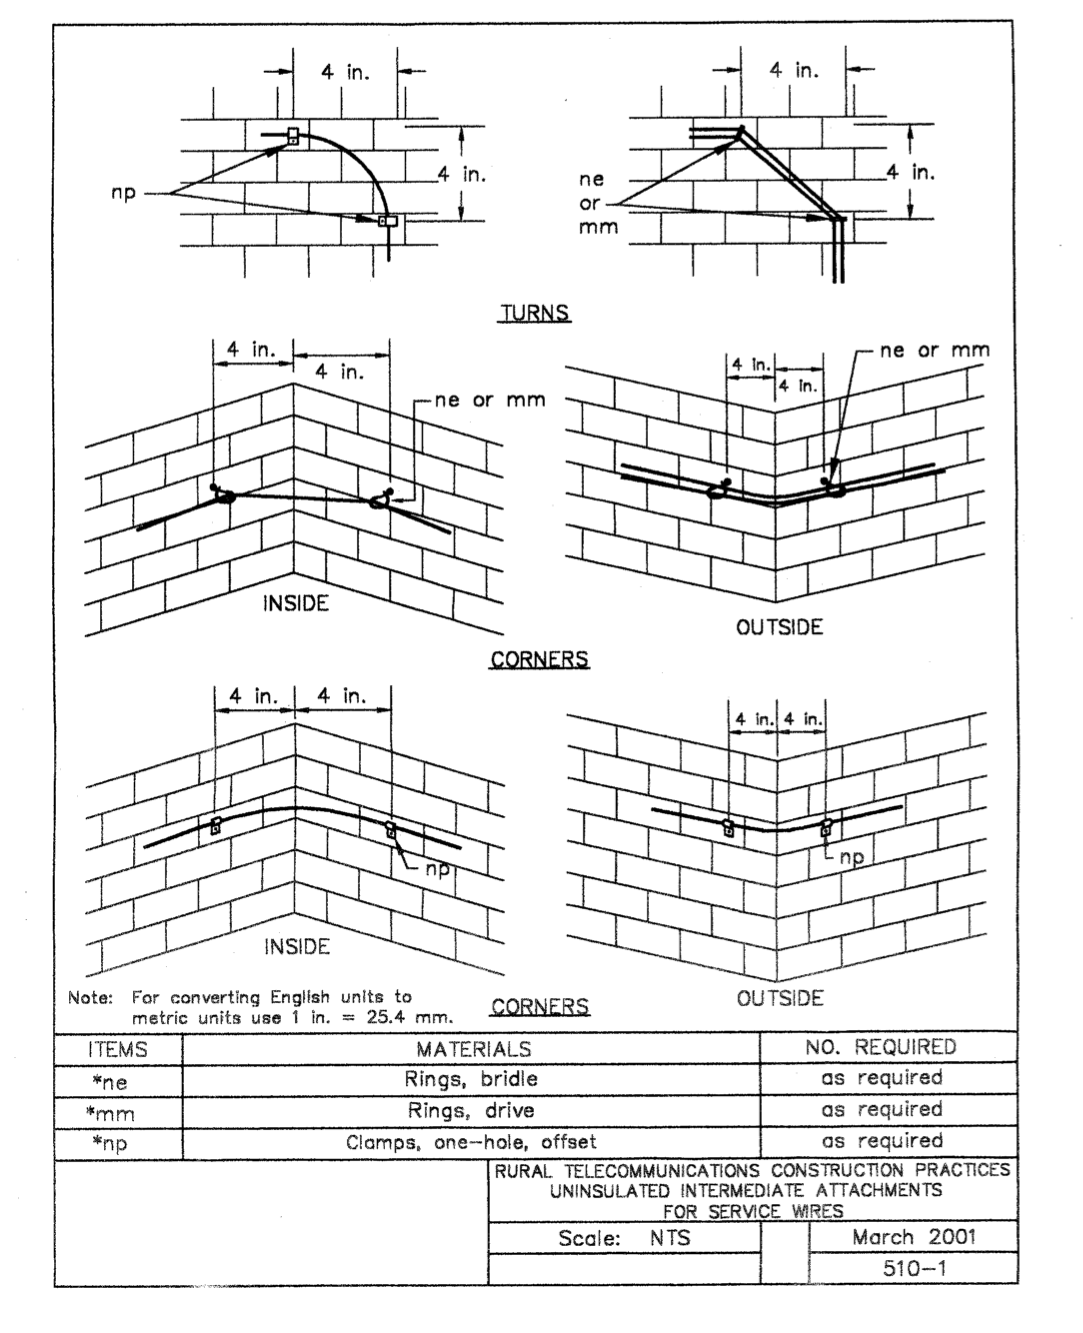 4 in.
4 in.
np
4 in.
4 in.
ne
or
mm
TURNS
4 in.
4 in.
ne or mm
INSIDE
4 in.
4 in.
ne or mm
OUTSIDE
CORNERS
4 in.
4 in.
np
INSIDE
4 in.
4 in.
np
OUTSIDE
CORNERS
Note: For converting English units to
metric units use 1 in. = 25.4 mm.
ITEMS MATERIALS NO. REQUIRED
*ne Rings, bridle as required
*mm Rings, drive as required
*np Clamps, one-hole, offset as required
RURAL TELECOMMUNICATIONS CONSTRUCTION PRACTICES
UNINSULATED INTERMEDIATE ATTACHMENTS
FOR SERVICE WIRES
Scale: NTS
March 2001
510-1